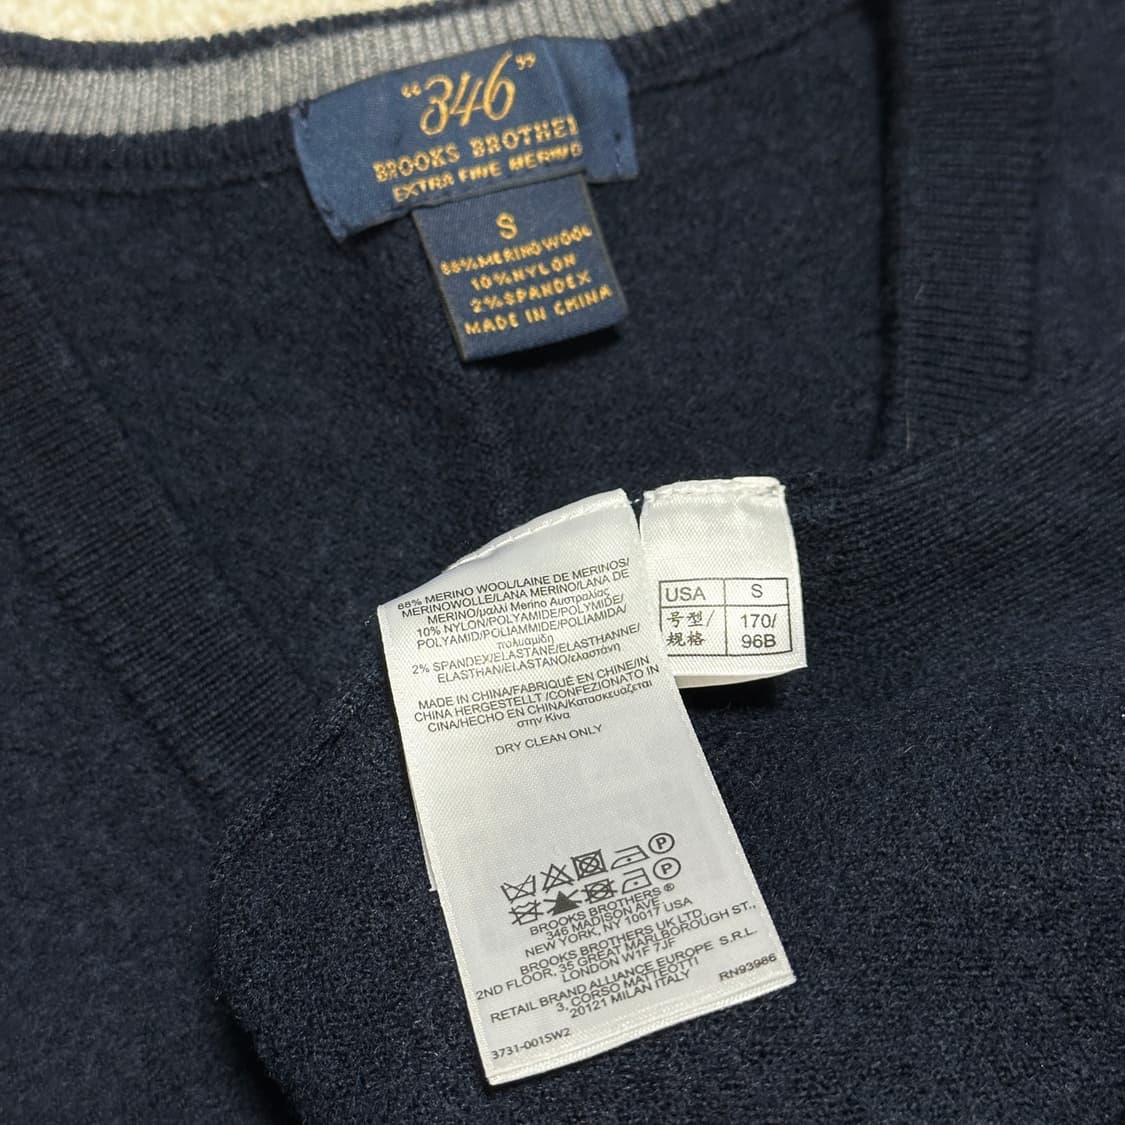 "346"
BROOKS BROTHE
EXTRA FINE MERINO
S
88%MERINO WOOL
10%NYLON
2%SPANDEX
MADE IN CHINA
88% MERINO WOOL/LAINE DE MERINOS/
MERINOWOLLE/LANA MERINO/LANA DE
MERINO/μαλλί Merino Αυστραλίας
10% NYLON/POLYAMIDE/POLYMIDE/
POLYAMID/POLIAMMIDE/POLIAMIDA/
πολυαμίδη
2% SPANDEX/ELASTANE/ELASTHANNE/
ELASTHAN/ELASTANO/ελαστάνη
MADE IN CHINA/FABRIQUÉ EN CHINE/IN
CHINA HERGESTELLT /CONFEZIONATO IN
CINA/HECHO EN CHINA/Κατασκευάζεται
στην Κίνα
DRY CLEAN ONLY
P
P
BROOKS BROTHERS ®
346 MADISON AVE
NEW YORK, NY 10017 USA
BROOKS BROTHERS UK LTD
2ND FLOOR, 35 GREAT MARLBOROUGH ST.,
LONDON W1F 7JF
RETAIL BRAND ALLIANCE EUROPE S.R.L.
3, CORSO MATTEOTTI
20121 MILAN ITALY
RN93986
3731-001SW2
USA S
号型/ 170/
规格 96B